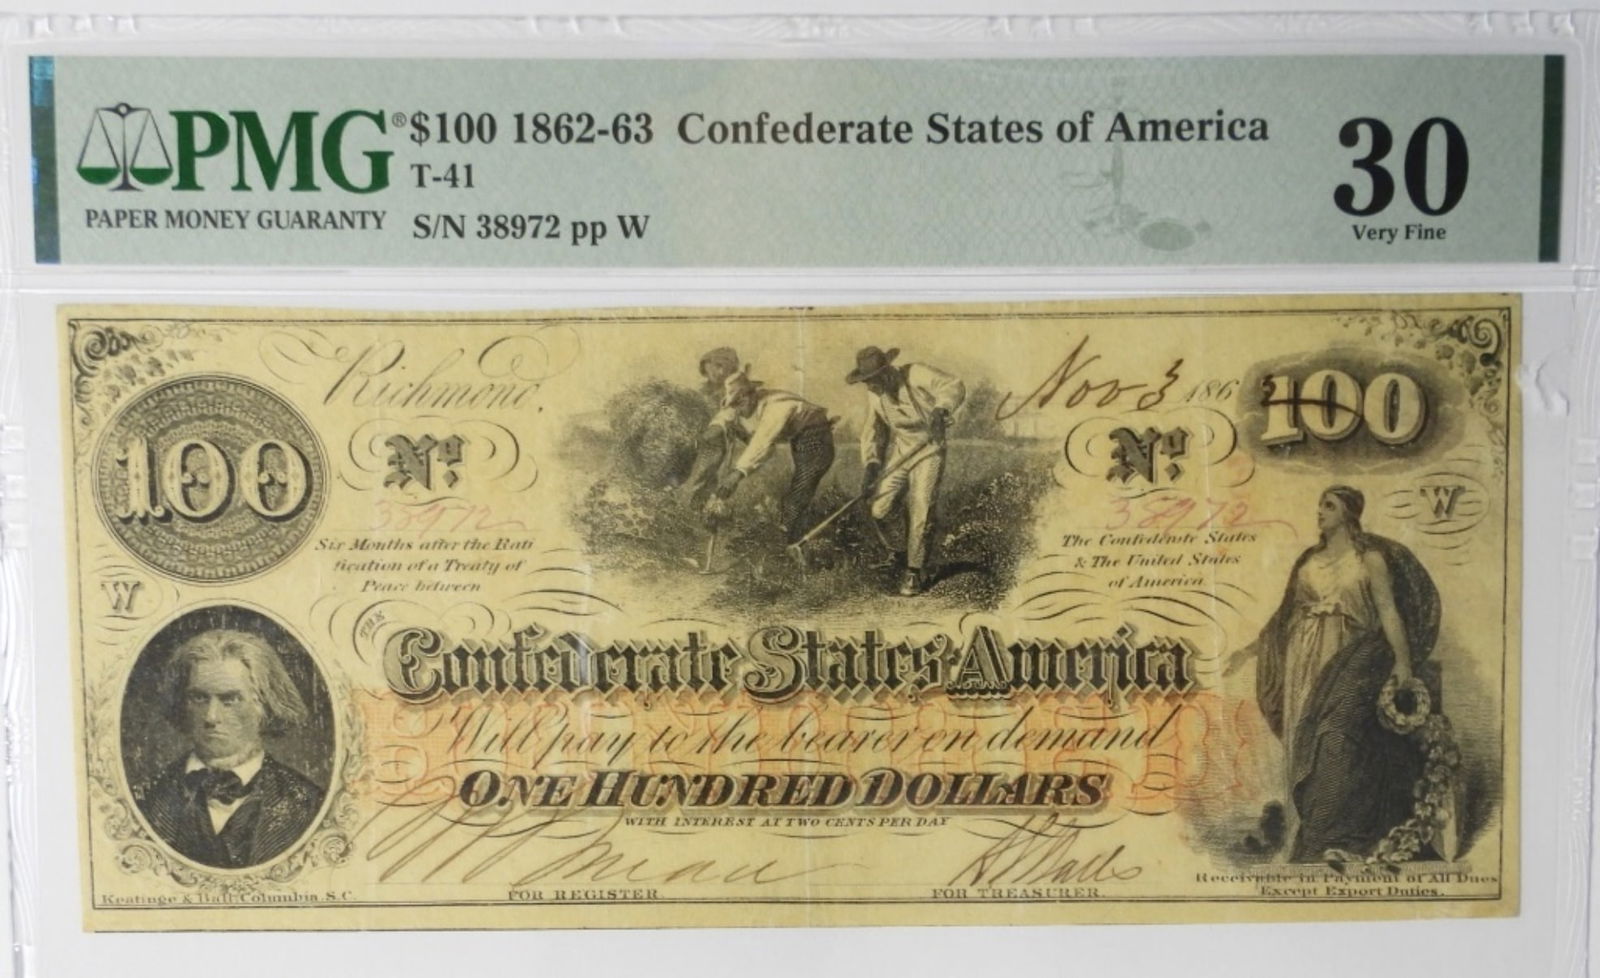 PMG® $100 1862-63 Confederate States of America 30
T-41
PAPER MONEY GUARANTY S/N 38972 pp W Very Fine
Richmond, Nov 3 186
100 No. No. 100
38972 38972
W
Six Months after the Rati
fication of a Treaty of
Peace between
The Confederate States
& The United States
of America
W
THE
Confederate States America
Will pay to the bearer on demand
ONE HUNDRED DOLLARS
WITH INTEREST AT TWO CENTS PER DAY
Keatinge & Ball Columbia, S.C.
FOR REGISTER.
FOR TREASURER.
Receivable in Payment of All Dues
Except Export Duties.